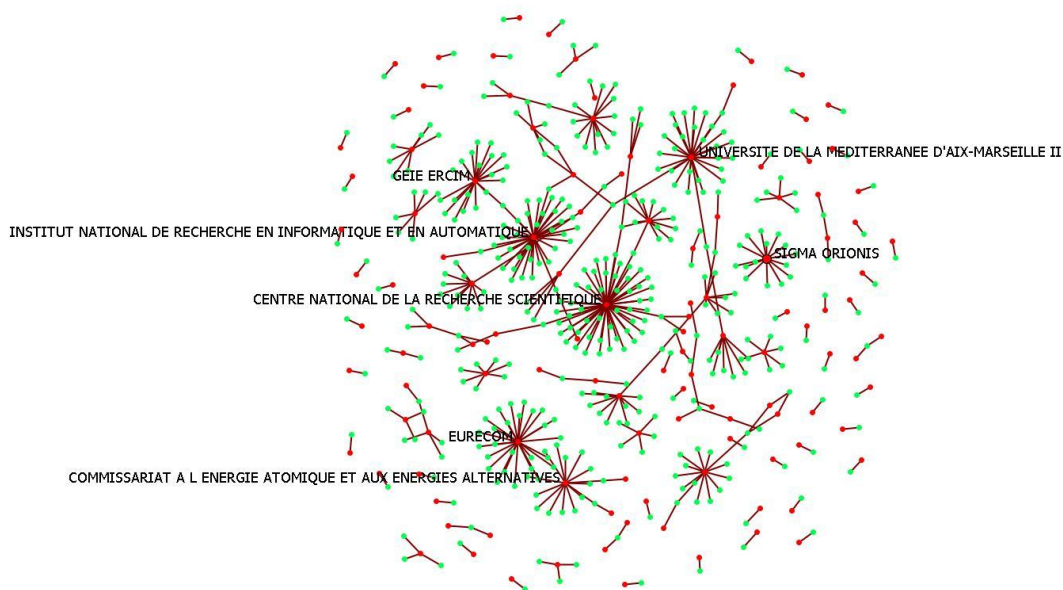 UNIVERSITE DE LA MEDITERRANEE D'AIX-MARSEILLE II
GEIE ERCIM
INSTITUT NATIONAL DE RECHERCHE EN INFORMATIQUE ET EN AUTOMATIQUE
SIGMA ORIONIS
CENTRE NATIONAL DE LA RECHERCHE SCIENTIFIQUE
EURECOM
COMMISSARIAT A L ENERGIE ATOMIQUE ET AUX ENERGIES ALTERNATIVES